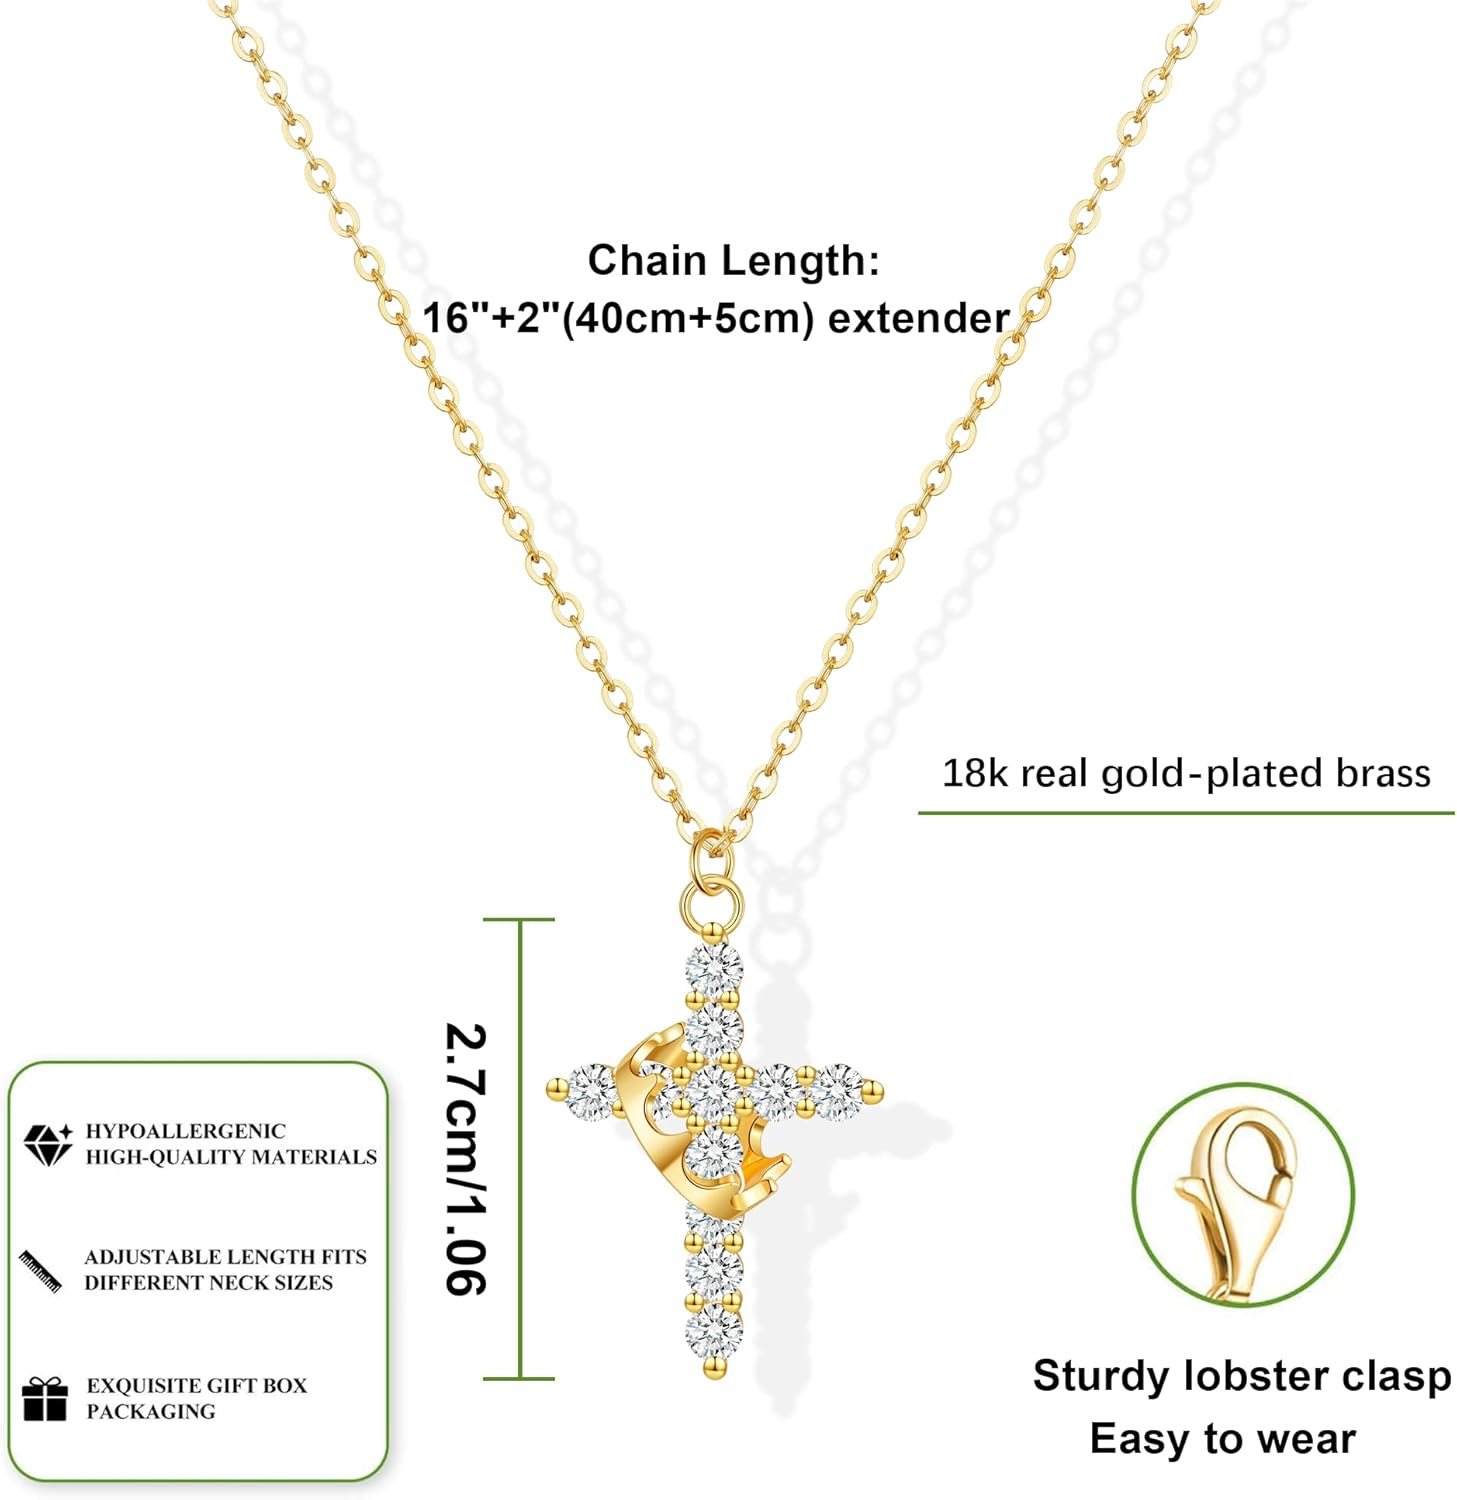 Chain Length:
16"+2"(40cm+5cm) extender
18k real gold-plated brass
2.7cm/1.06
HYPOALLERGENIC
HIGH-QUALITY MATERIALS
ADJUSTABLE LENGTH FITS
DIFFERENT NECK SIZES
EXQUISITE GIFT BOX
PACKAGING
Sturdy lobster clasp
Easy to wear